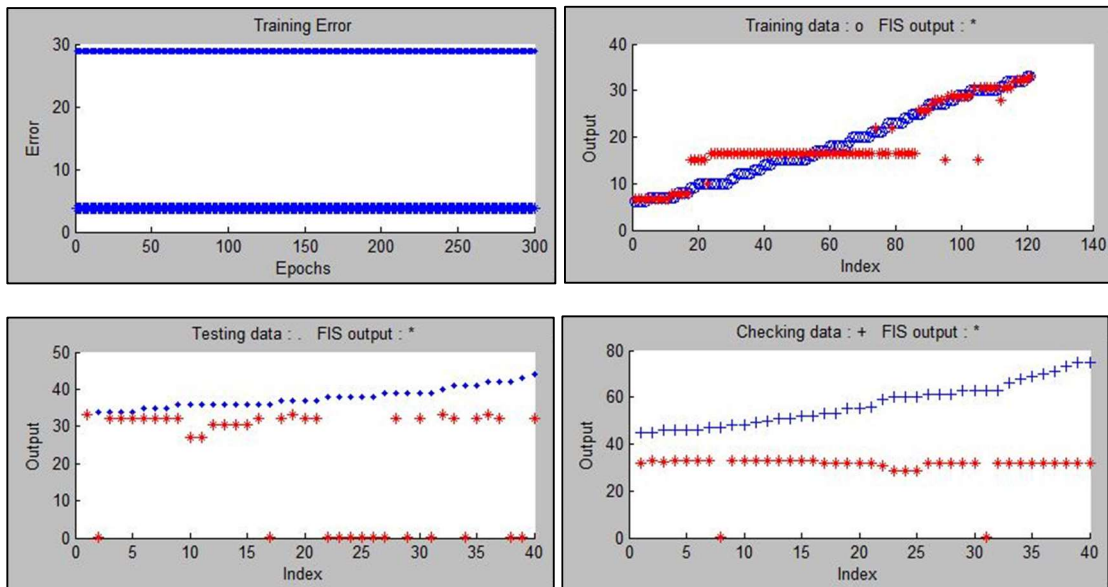 Training Error
30
20
10
0
Error
0 50 100 150 200 250 300
Epochs
Training data : o FIS output : *
40
30
20
10
0
Output
0 20 40 60 80 100 120 140
Index
Testing data : . FIS output : *
50
40
30
20
10
0
Output
0 5 10 15 20 25 30 35 40
Index
Checking data : + FIS output : *
80
60
40
20
0
Output
0 5 10 15 20 25 30 35 40
Index